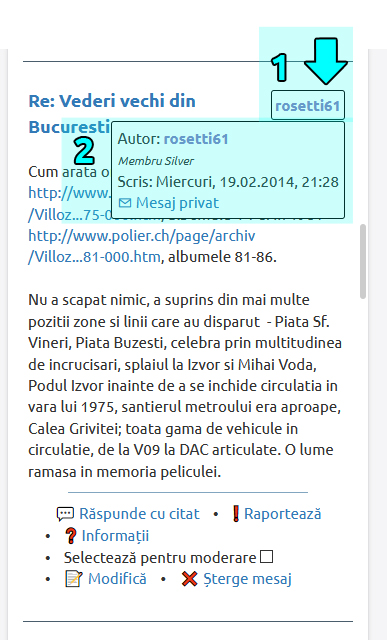 1
rosetti61
Re: Vederi vechi din
Bucuresti
2
Autor: rosetti61
Membru Silver
Scris: Miercuri, 19.02.2014, 21:28
Mesaj privat
Cum arata o
http://www.
/Villoz...75-0
http://www.polier.ch/page/archiv
/Villoz...81-000.htm, albumele 81-86.
Nu a scapat nimic, a suprins din mai multe
pozitii zone si linii care au disparut - Piata Sf.
Vineri, Piata Buzesti, celebra prin multitudinea
de incrucisari, splaiul la Izvor si Mihai Voda,
Podul Izvor inainte de a se inchide circulatia in
vara lui 1975, santierul metroului era aproape,
Calea Grivitei; toata gama de vehicule in
circulatie, de la V09 la DAC articulate. O lume
ramasa in memoria peliculei.
Răspunde cu citat • Raportează
• Informații
• Selectează pentru moderare
• Modifică • Șterge mesaj